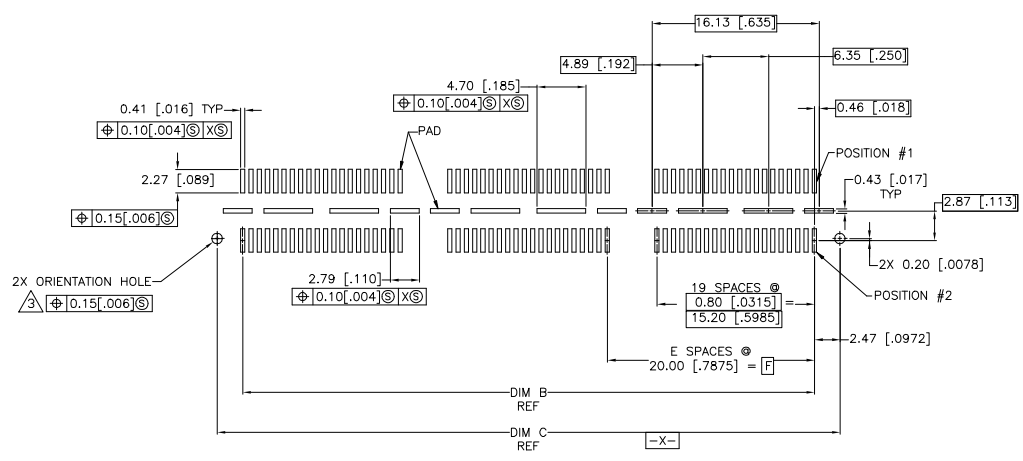 16.13 [.635]
4.89 [.192]
6.35 [.250]
4.70 [.185]
⌖ 0.10[.004]Ⓢ XⓈ
0.46 [.018]
0.41 [.016] TYP
⌖ 0.10[.004]Ⓢ XⓈ
PAD
POSITION #1
2.27 [.089]
0.43 [.017]
TYP
2.87 [.113]
⌖ 0.15[.006]Ⓢ
2X 0.20 [.0078]
2X ORIENTATION HOLE
3 ⌖ 0.15[.006]Ⓢ
2.79 [.110]
⌖ 0.10[.004]Ⓢ XⓈ
19 SPACES @
0.80 [.0315] =
15.20 [.5985]
POSITION #2
2.47 [.0972]
E SPACES @
20.00 [.7875] = F
DIM B
REF
DIM C
REF
-X-